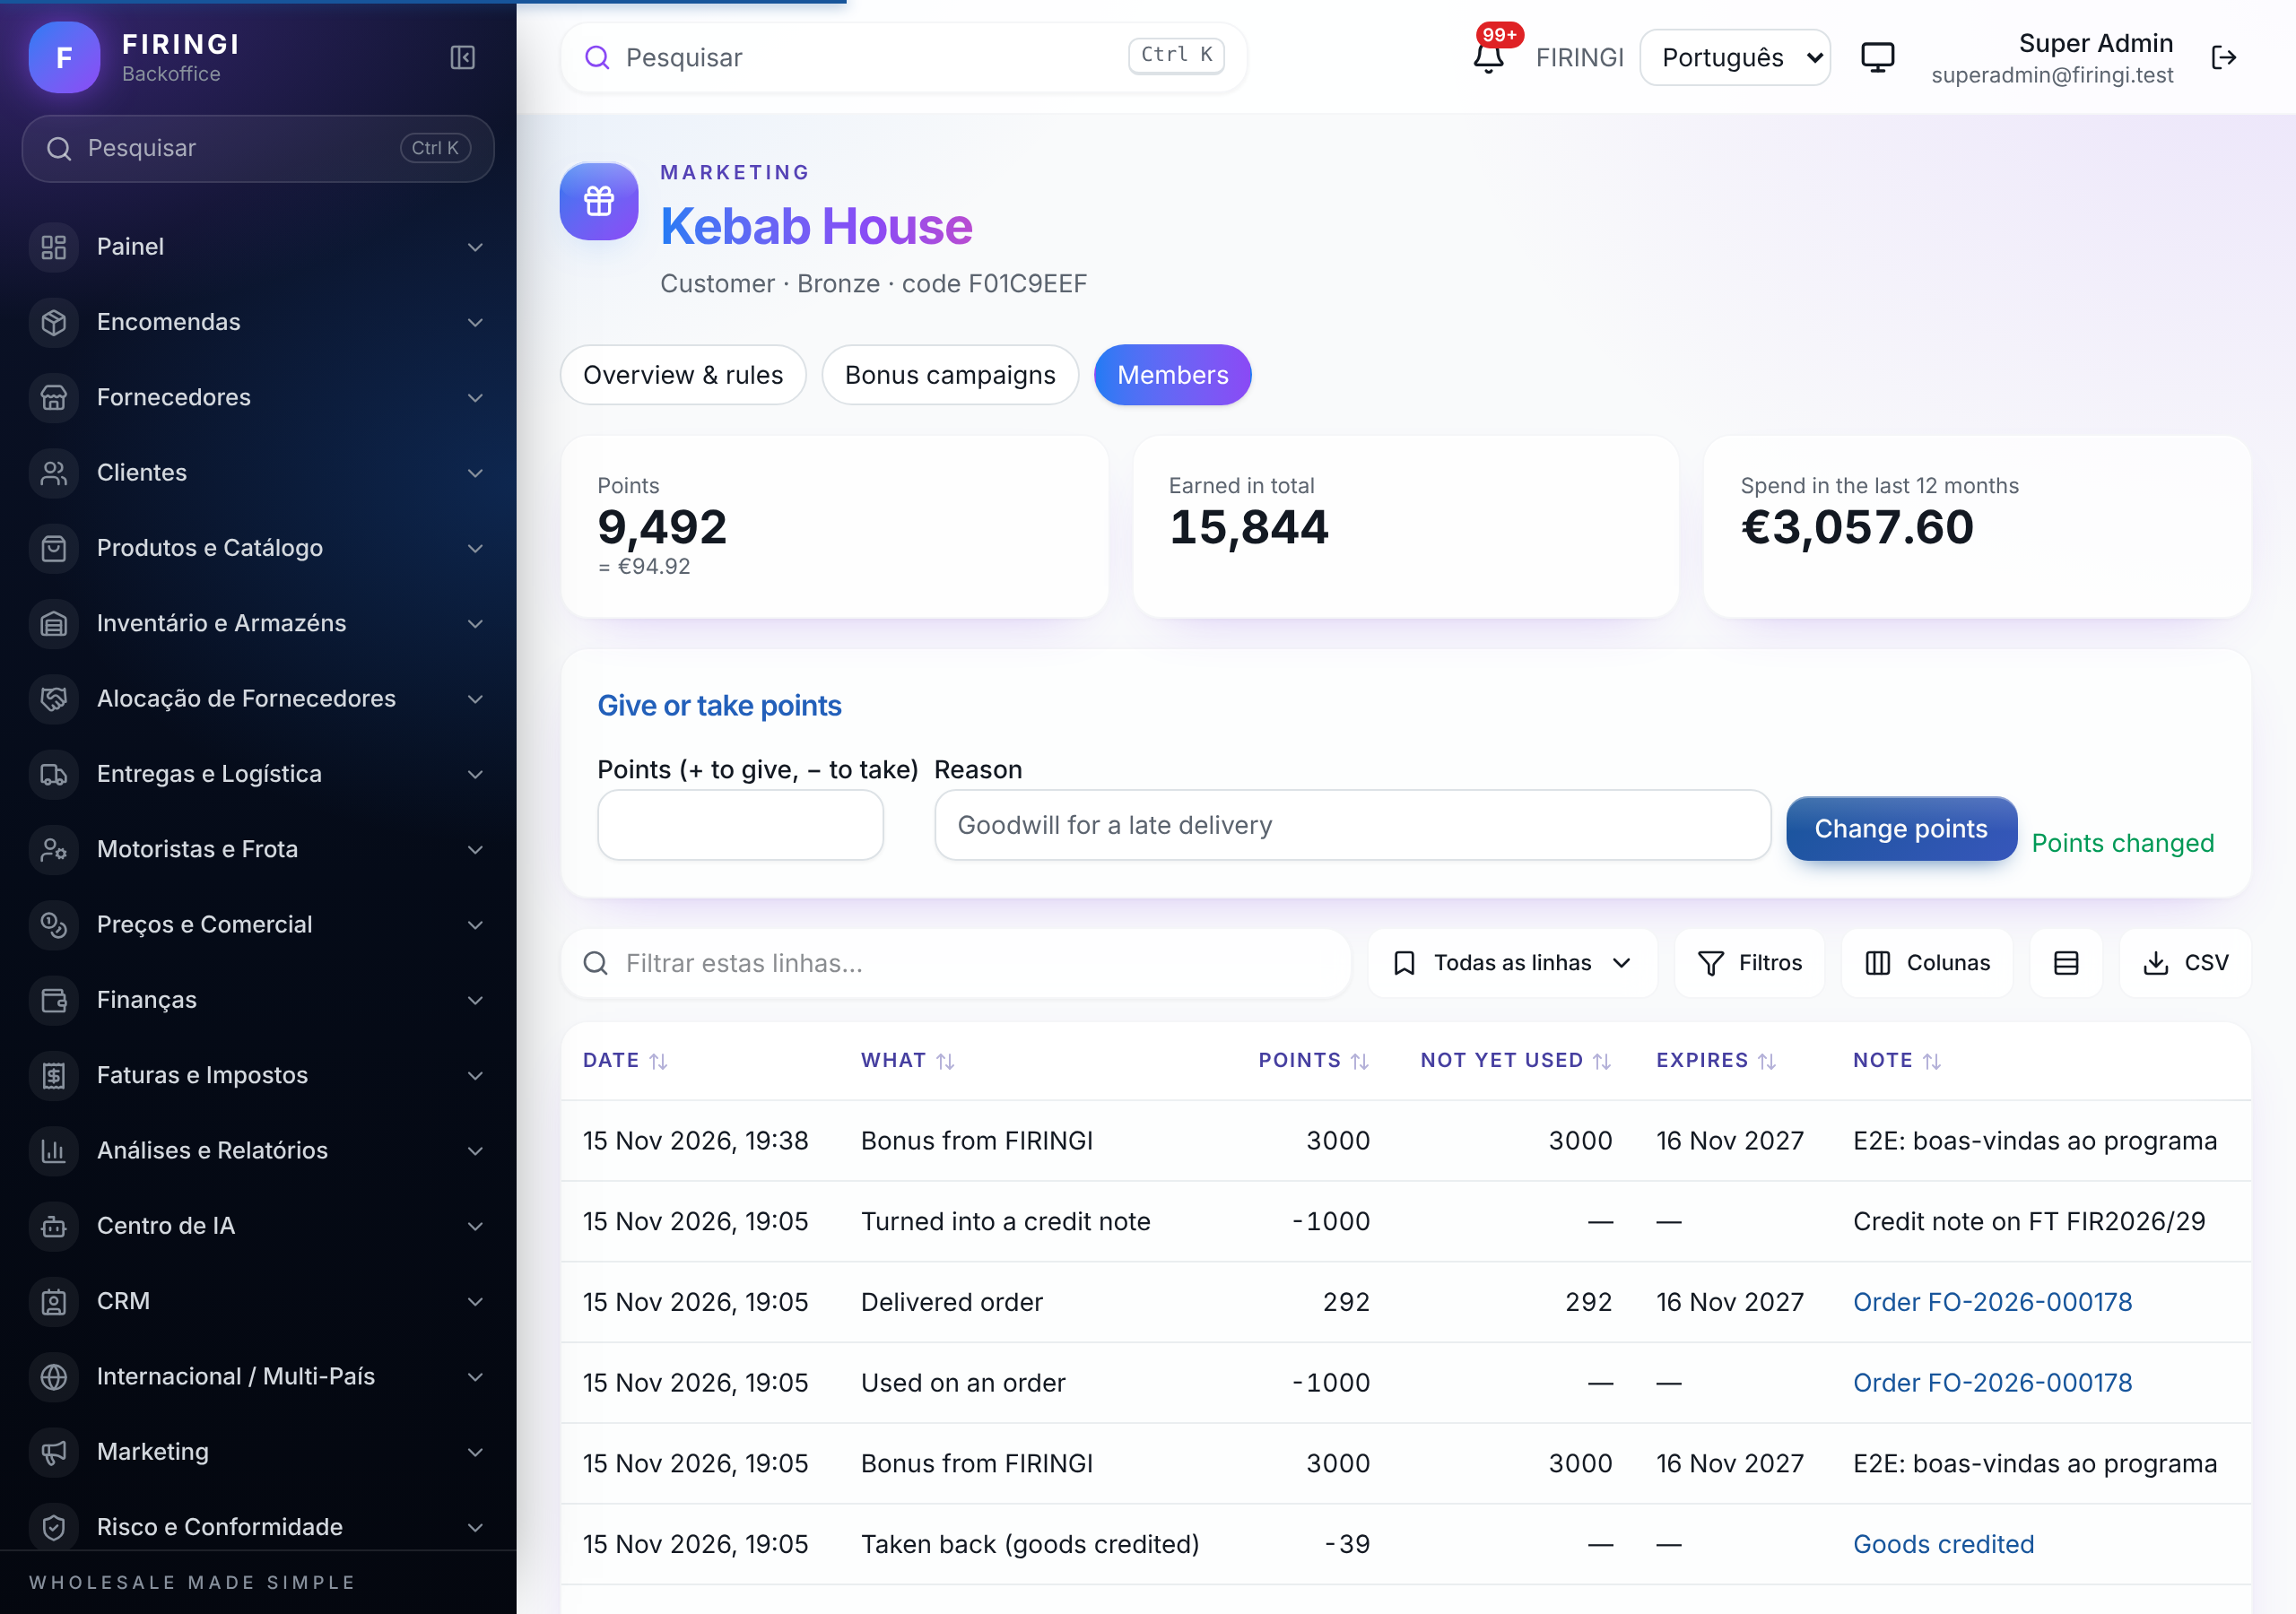 F
FIRINGI
Backoffice
Pesquisar
Ctrl K
Painel
Encomendas
Fornecedores
Clientes
Produtos e Catálogo
Inventário e Armazéns
Alocação de Fornecedores
Entregas e Logística
Motoristas e Frota
Preços e Comercial
Finanças
Faturas e Impostos
Análises e Relatórios
Centro de IA
CRM
Internacional / Multi-País
Marketing
Risco e Conformidade
WHOLESALE MADE SIMPLE
Pesquisar
Ctrl K
99+
FIRINGI
Português
Super Admin
superadmin@firingi.test
MARKETING
Kebab House
Customer · Bronze · code F01C9EEF
Overview & rules
Bonus campaigns
Members
Points
9,492
= €94.92
Earned in total
15,844
Spend in the last 12 months
€3,057.60
Give or take points
Points (+ to give, − to take)
Reason
Goodwill for a late delivery
Change points
Points changed
Filtrar estas linhas...
Todas as linhas
Filtros
Colunas
CSV
DATE WHAT POINTS NOT YET USED EXPIRES NOTE
15 Nov 2026, 19:38 Bonus from FIRINGI 3000 3000 16 Nov 2027 E2E: boas-vindas ao programa
15 Nov 2026, 19:05 Turned into a credit note -1000 — — Credit note on FT FIR2026/29
15 Nov 2026, 19:05 Delivered order 292 292 16 Nov 2027 Order FO-2026-000178
15 Nov 2026, 19:05 Used on an order -1000 — — Order FO-2026-000178
15 Nov 2026, 19:05 Bonus from FIRINGI 3000 3000 16 Nov 2027 E2E: boas-vindas ao programa
15 Nov 2026, 19:05 Taken back (goods credited) -39 — — Goods credited